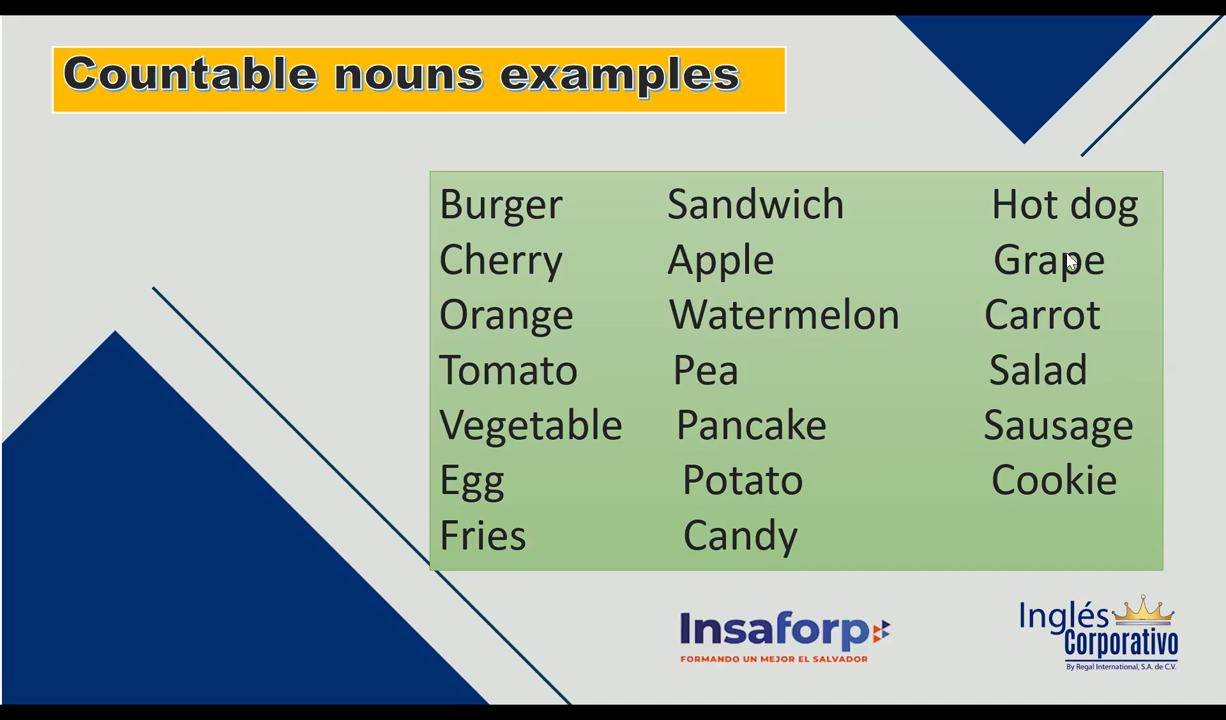 Countable nouns examples
Burger Sandwich Hot dog
Cherry Apple Grape
Orange Watermelon Carrot
Tomato Pea Salad
Vegetable Pancake Sausage
Egg Potato Cookie
Fries Candy
Insaforp
FORMANDO UN MEJOR EL SALVADOR
Inglés
Corporativo
By Regal International, S.A. de C.V.